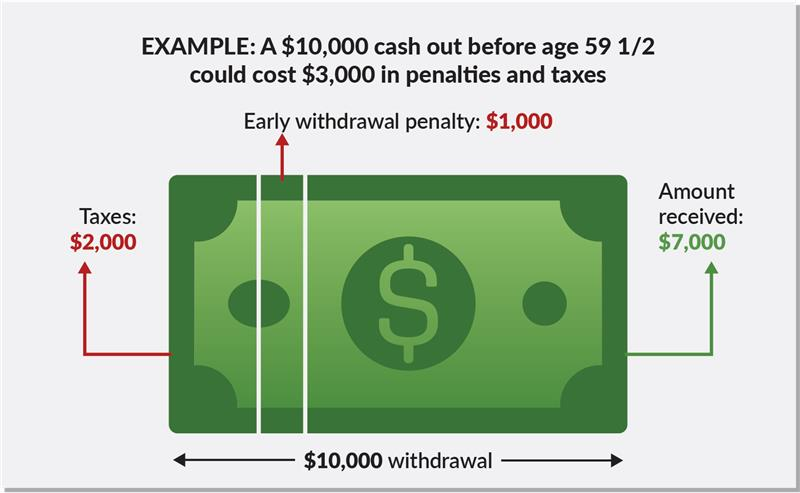 EXAMPLE: A $10,000 cash out before age 59 1/2
could cost $3,000 in penalties and taxes
Early withdrawal penalty: $1,000
Taxes:
$2,000
Amount
received:
$7,000
$
$10,000 withdrawal